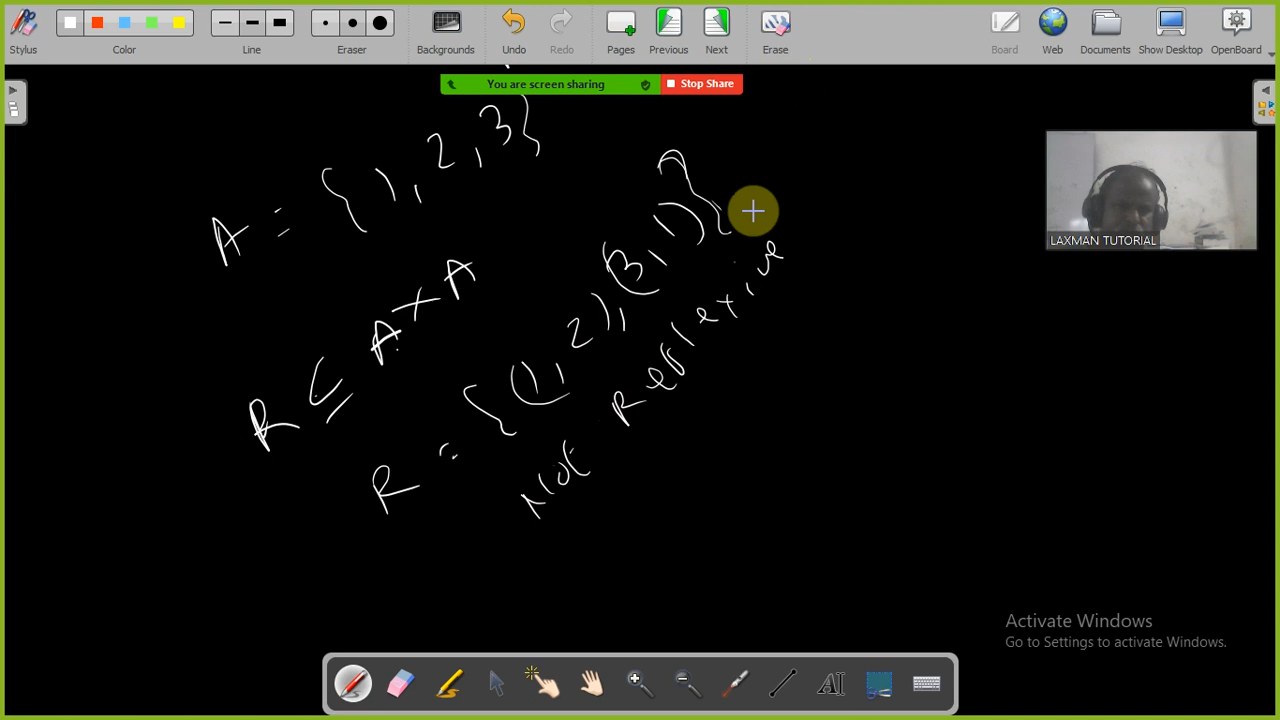 Stylus
Color
Line
Eraser
Backgrounds
Undo
Redo
Pages
Previous
Next
Erase
Board
Web
Documents
Show Desktop
OpenBoard
You are screen sharing
Stop Share
A = {1, 2, 3}
R ⊆ A × A
R = {(1, 2), (3, 1)}
Not Reflexive
LAXMAN TUTORIAL
Activate Windows
Go to Settings to activate Windows.